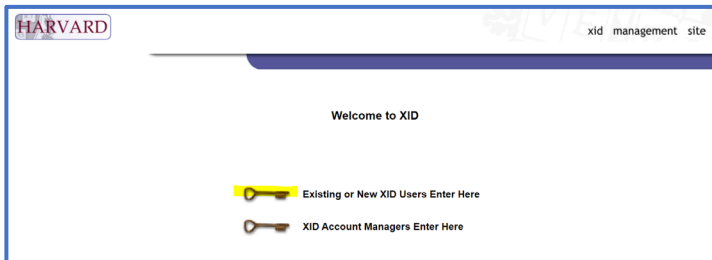 HARVARD
xid management site
Welcome to XID
Existing or New XID Users Enter Here
XID Account Managers Enter Here